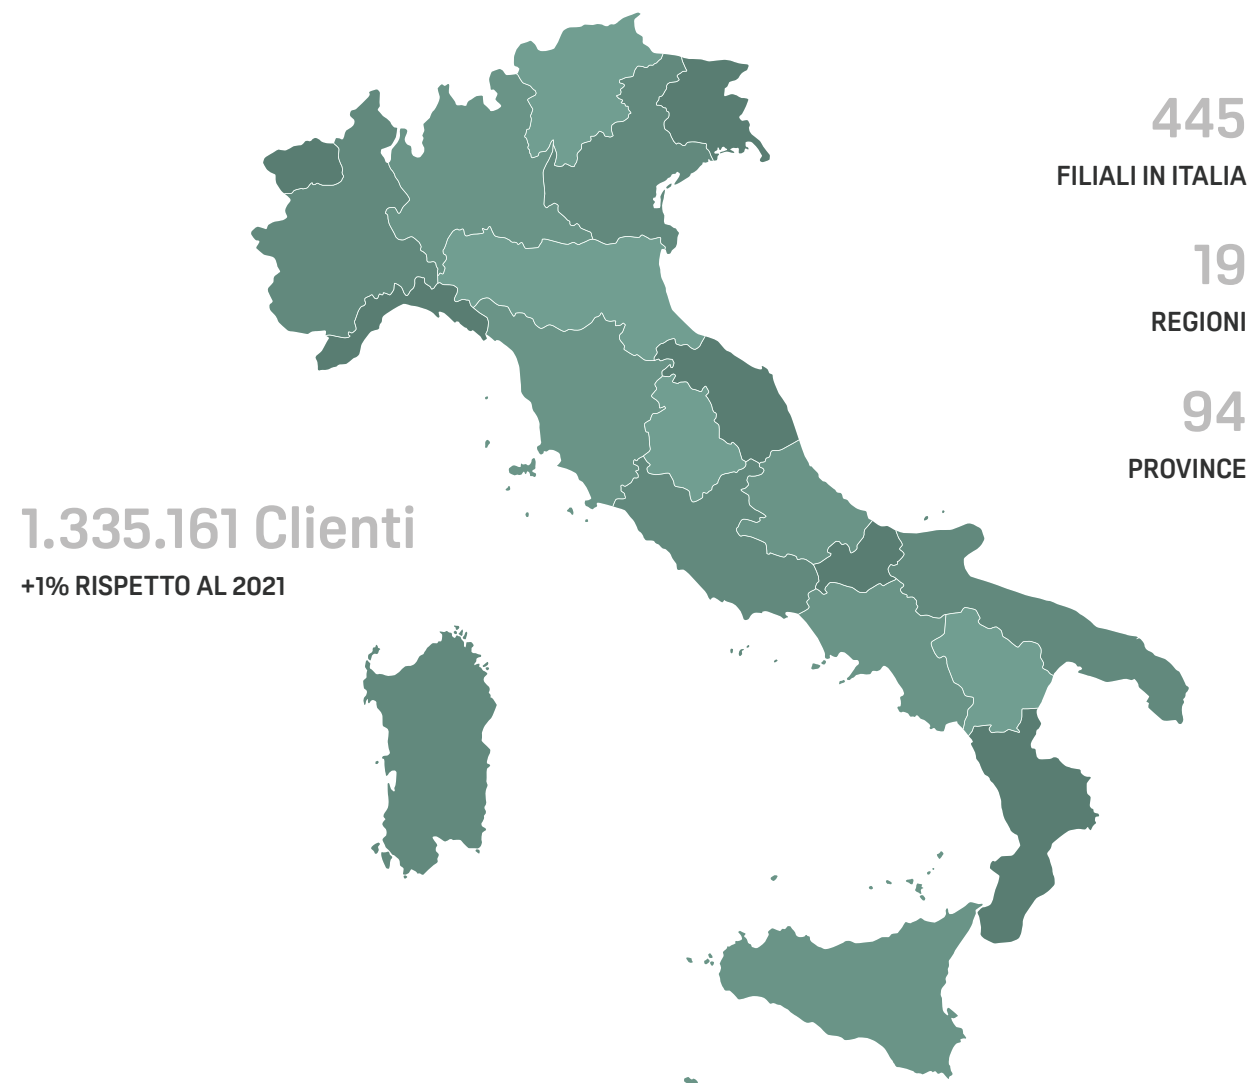 445
FILIALI IN ITALIA
19
REGIONI
94
PROVINCE
1.335.161 Clienti
+1% RISPETTO AL 2021